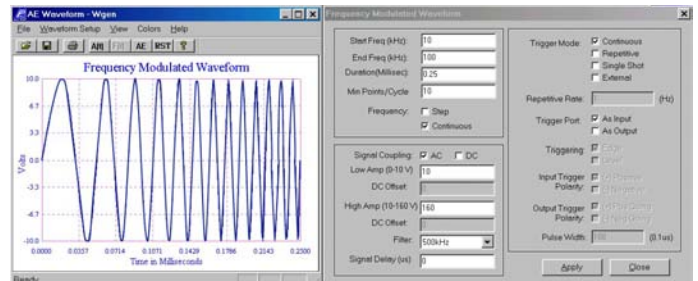 AE Waveform - Wgen
File Waveform Setup View Colors Help
AE RST ?
Frequency Modulated Waveform
10.0
Volts
0.0
-3.3
-10.0
0.0000 0.0357 0.0714 0.1071 0.1429 0.1786 0.2143 0.2500
Time in Milliseconds
Ready
Frequency Modulated Waveform
Start Freq (kHz): 10
End Freq (kHz): 100
Duration(Millisec): 0.25
Min Points/Cycle 10
Frequency: Step
Continuous
Signal Coupling: AC DC
Low Amp (0-10 V) 10
DC Offset:
High Amp (10-160 V) 160
DC Offset:
Filter: 500kHz
Signal Delay (us) 0
Trigger Mode: Continuous
Repetitive
Single Shot
External
Repetitive Rate: (Hz)
Trigger Port: As Input
As Output
Triggering: Edge
Level
Input Trigger Polarity:
Output Trigger Polarity:
Pulse Width: (0.1us)
Apply Close